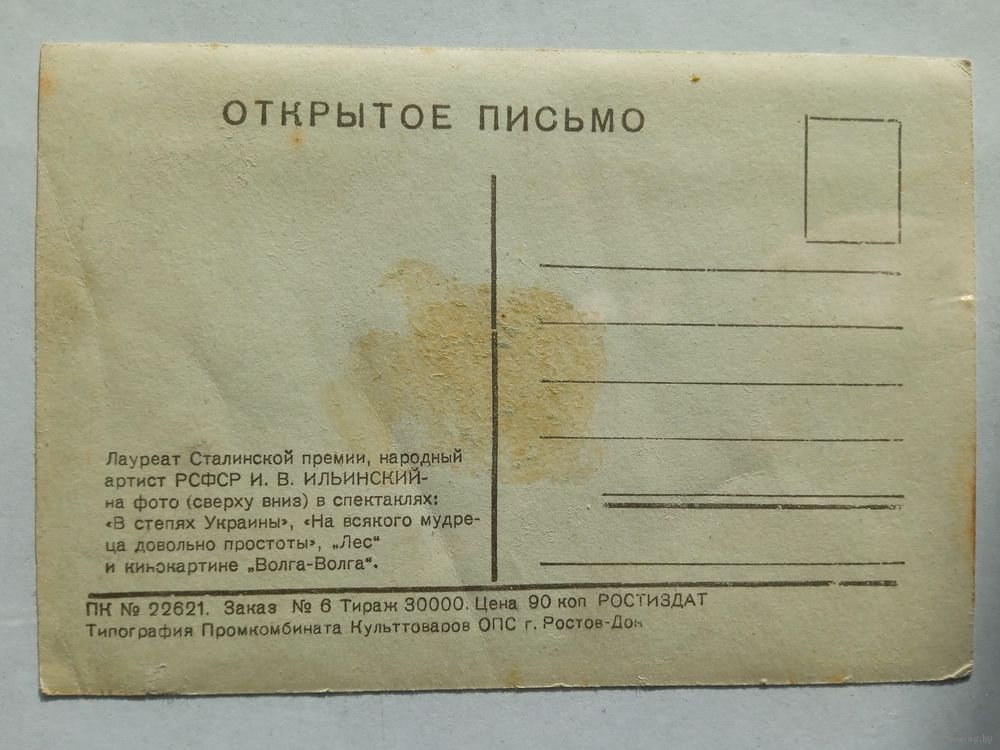 ОТКРЫТОЕ ПИСЬМО
Лауреат Сталинской премии, народный
артист РСФСР И. В. ИЛЬИНСКИЙ-
на фото (сверху вниз) в спектаклях:
«В степях Украины», «На всякого мудре-
ца довольно простоты», „Лес“
и кинокартине „Волга-Волга“.
ПК № 22621. Заказ № 6 Тираж 30000. Цена 90 коп РОСТИЗДАТ
Типография Промкомбината Культтоваров ОПС г. Ростов-Дон